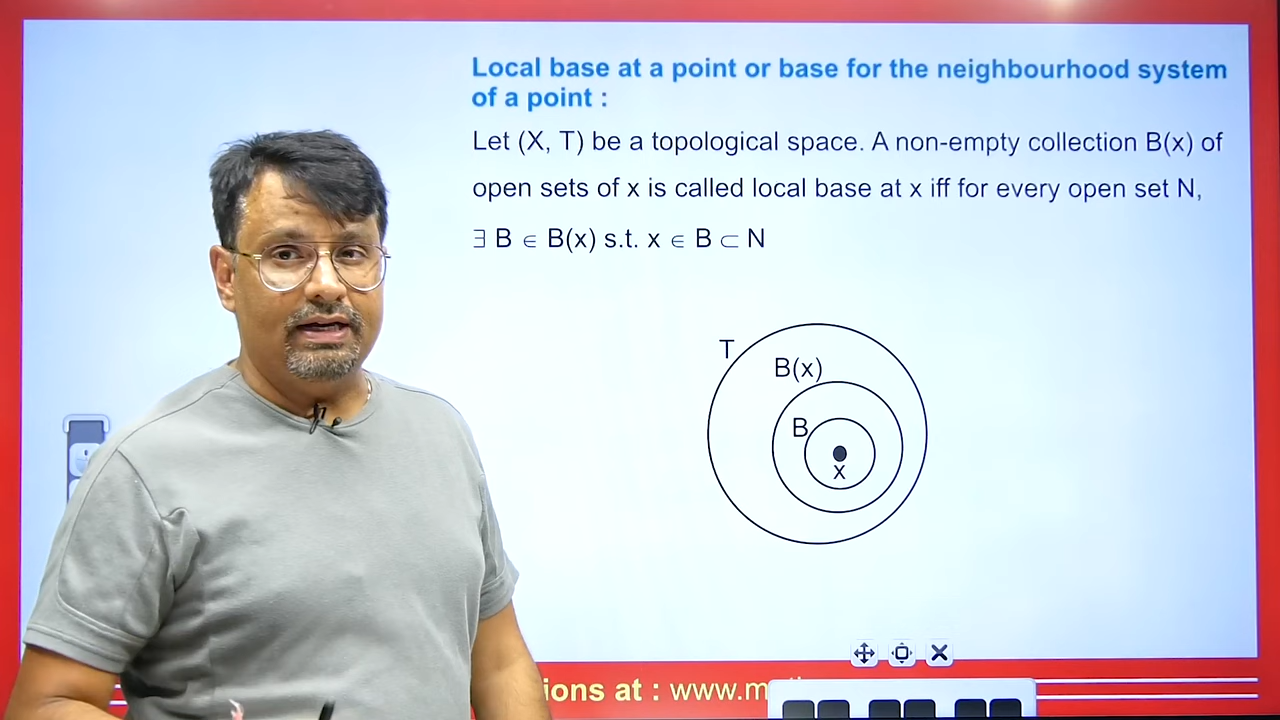 Local base at a point or base for the neighbourhood system
of a point :
Let (X, T) be a topological space. A non-empty collection B(x) of
open sets of x is called local base at x iff for every open set N,
∃ B ∈ B(x) s.t. x ∈ B ⊂ N
T
B(x)
B
x
at : www.